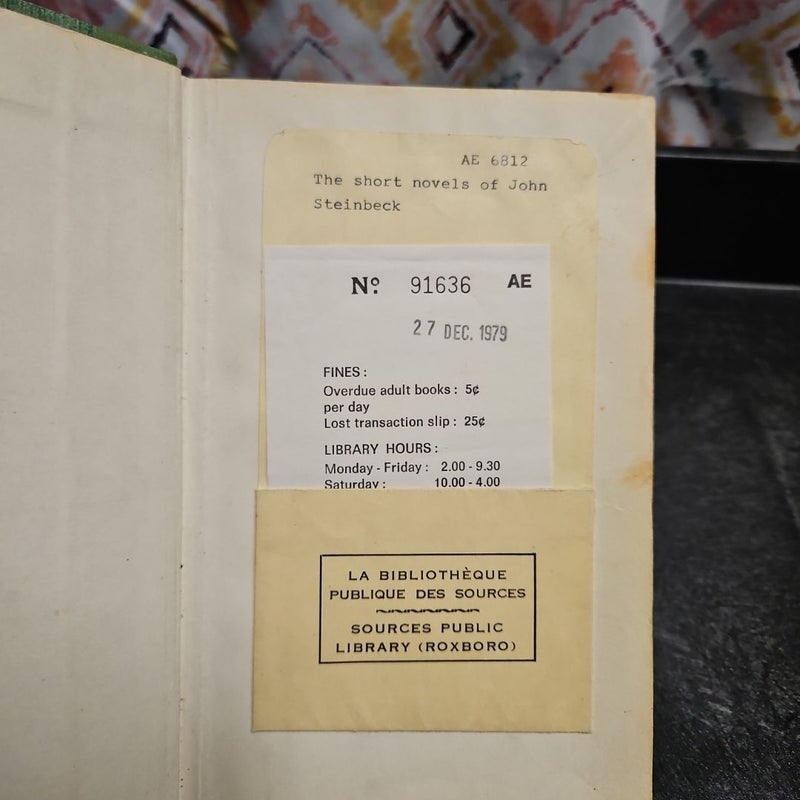 AE 6812
The short novels of John
Steinbeck
Nº 91636 AE
27 DEC. 1979
FINES :
Overdue adult books : 5¢
per day
Lost transaction slip : 25¢
LIBRARY HOURS :
Monday - Friday : 2.00 - 9.30
Saturday : 10.00 - 4.00
LA BIBLIOTHÈQUE
PUBLIQUE DES SOURCES
SOURCES PUBLIC
LIBRARY (ROXBORO)